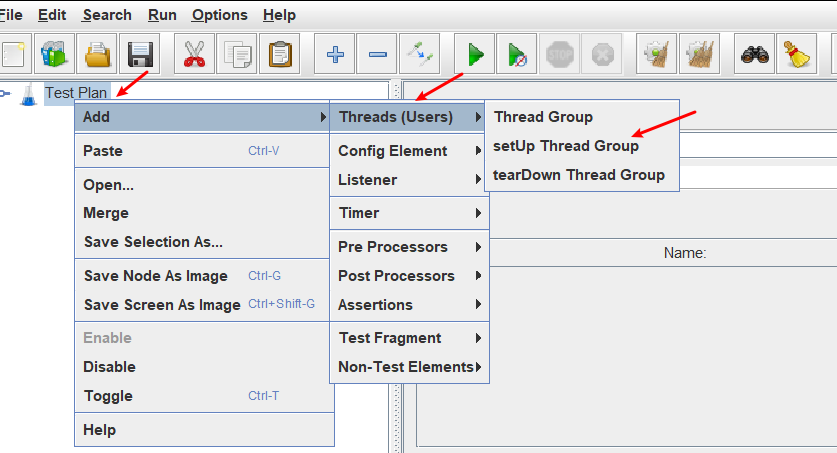 File Edit Search Run Options Help
STOP
Test Plan
Add
Paste Ctrl-V
Open...
Merge
Save Selection As...
Save Node As Image Ctrl-G
Save Screen As Image Ctrl+Shift-G
Enable
Disable
Toggle Ctrl-T
Help
Threads (Users)
Config Element
Listener
Timer
Pre Processors
Post Processors
Assertions
Test Fragment
Non-Test Elements
Thread Group
setUp Thread Group
tearDown Thread Group
Name: